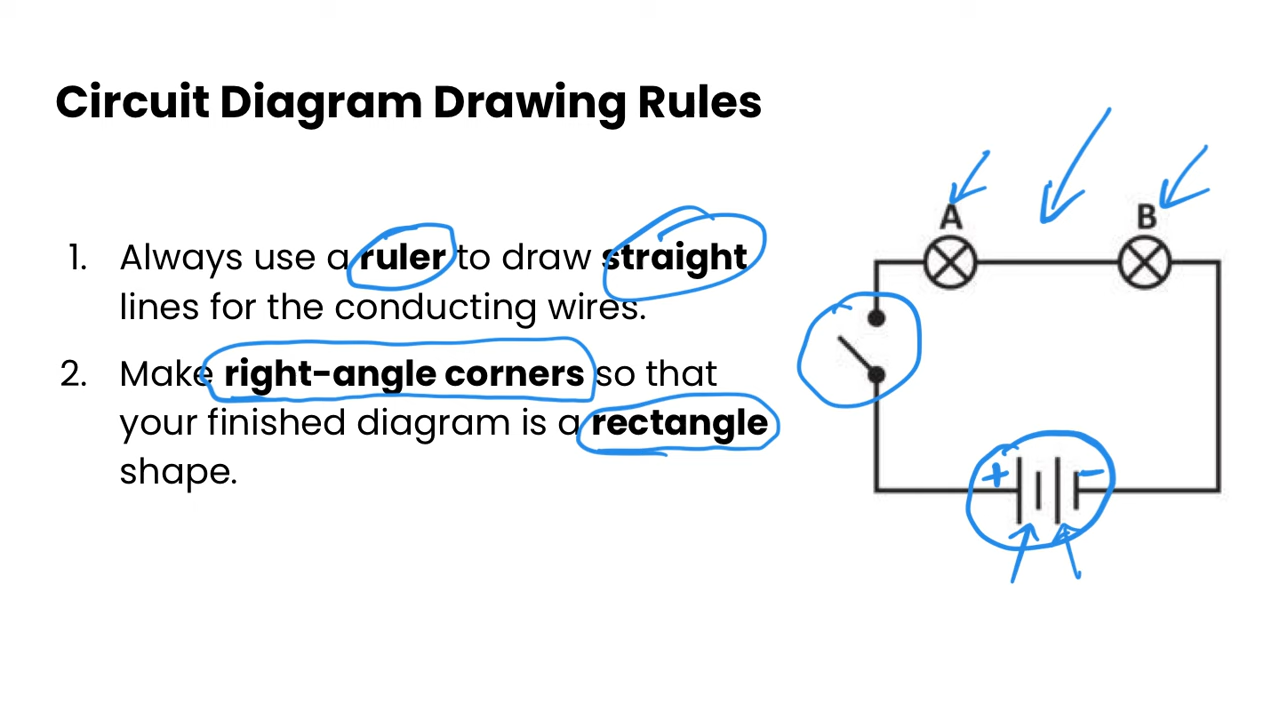 Circuit Diagram Drawing Rules
1. Always use a ruler to draw straight
lines for the conducting wires.
2. Make right-angle corners so that
your finished diagram is a rectangle
shape.
A B
+ −